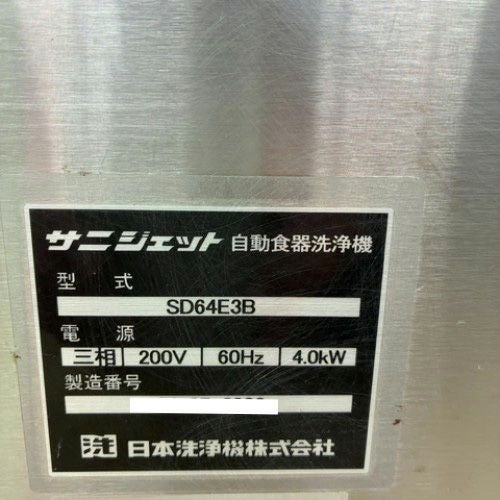 サニジェット 自動食器洗浄機
型 式
SD64E3B
電 源
三相 200V 60Hz 4.0kW
製造番号
日本洗浄機株式会社